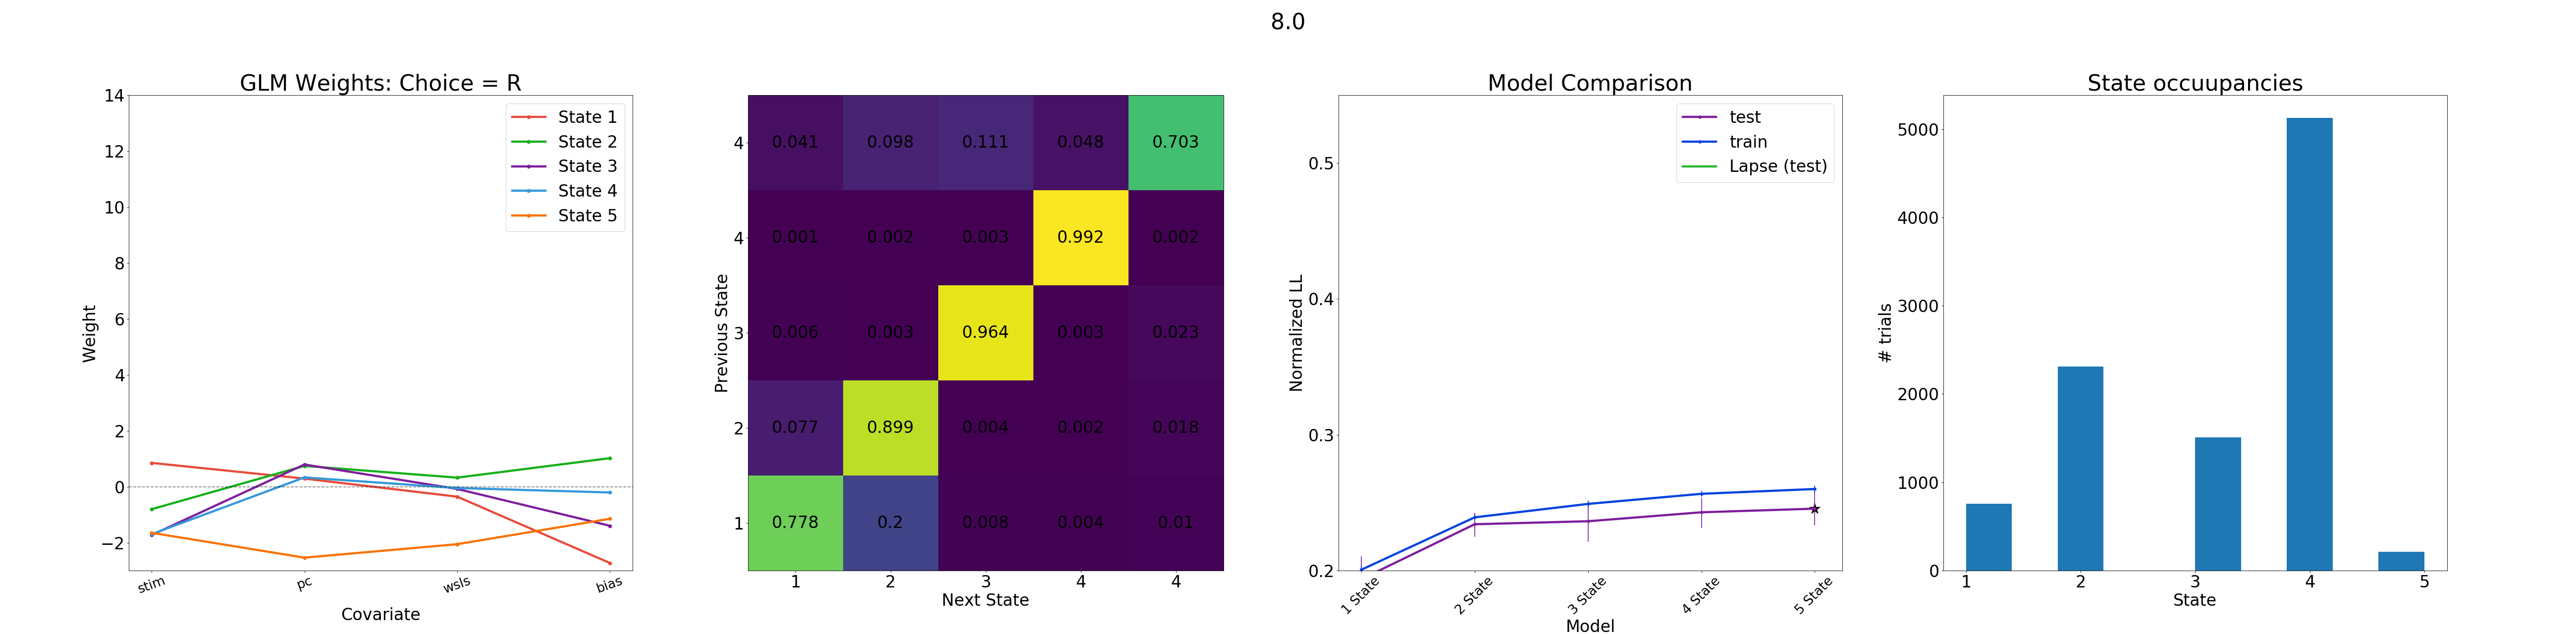 8.0
GLM Weights: Choice = R
14
12
10
8
6
4
2
0
−2
Weight
State 1
State 2
State 3
State 4
State 5
stim
pc
wsls
bias
Covariate
Previous State
4
0.041 0.098 0.111 0.048 0.703
4
0.001 0.002 0.003 0.992 0.002
3
0.006 0.003 0.964 0.003 0.023
2
0.077 0.899 0.004 0.002 0.018
1
0.778 0.2 0.008 0.004 0.01
1 2 3 4 4
Next State
Model Comparison
0.5
0.4
0.3
0.2
Normalized LL
test
train
Lapse (test)
1 State
2 State
3 State
4 State
5 State
Model
State occuupancies
5000
4000
3000
2000
1000
0
# trials
1 2 3 4 5
State